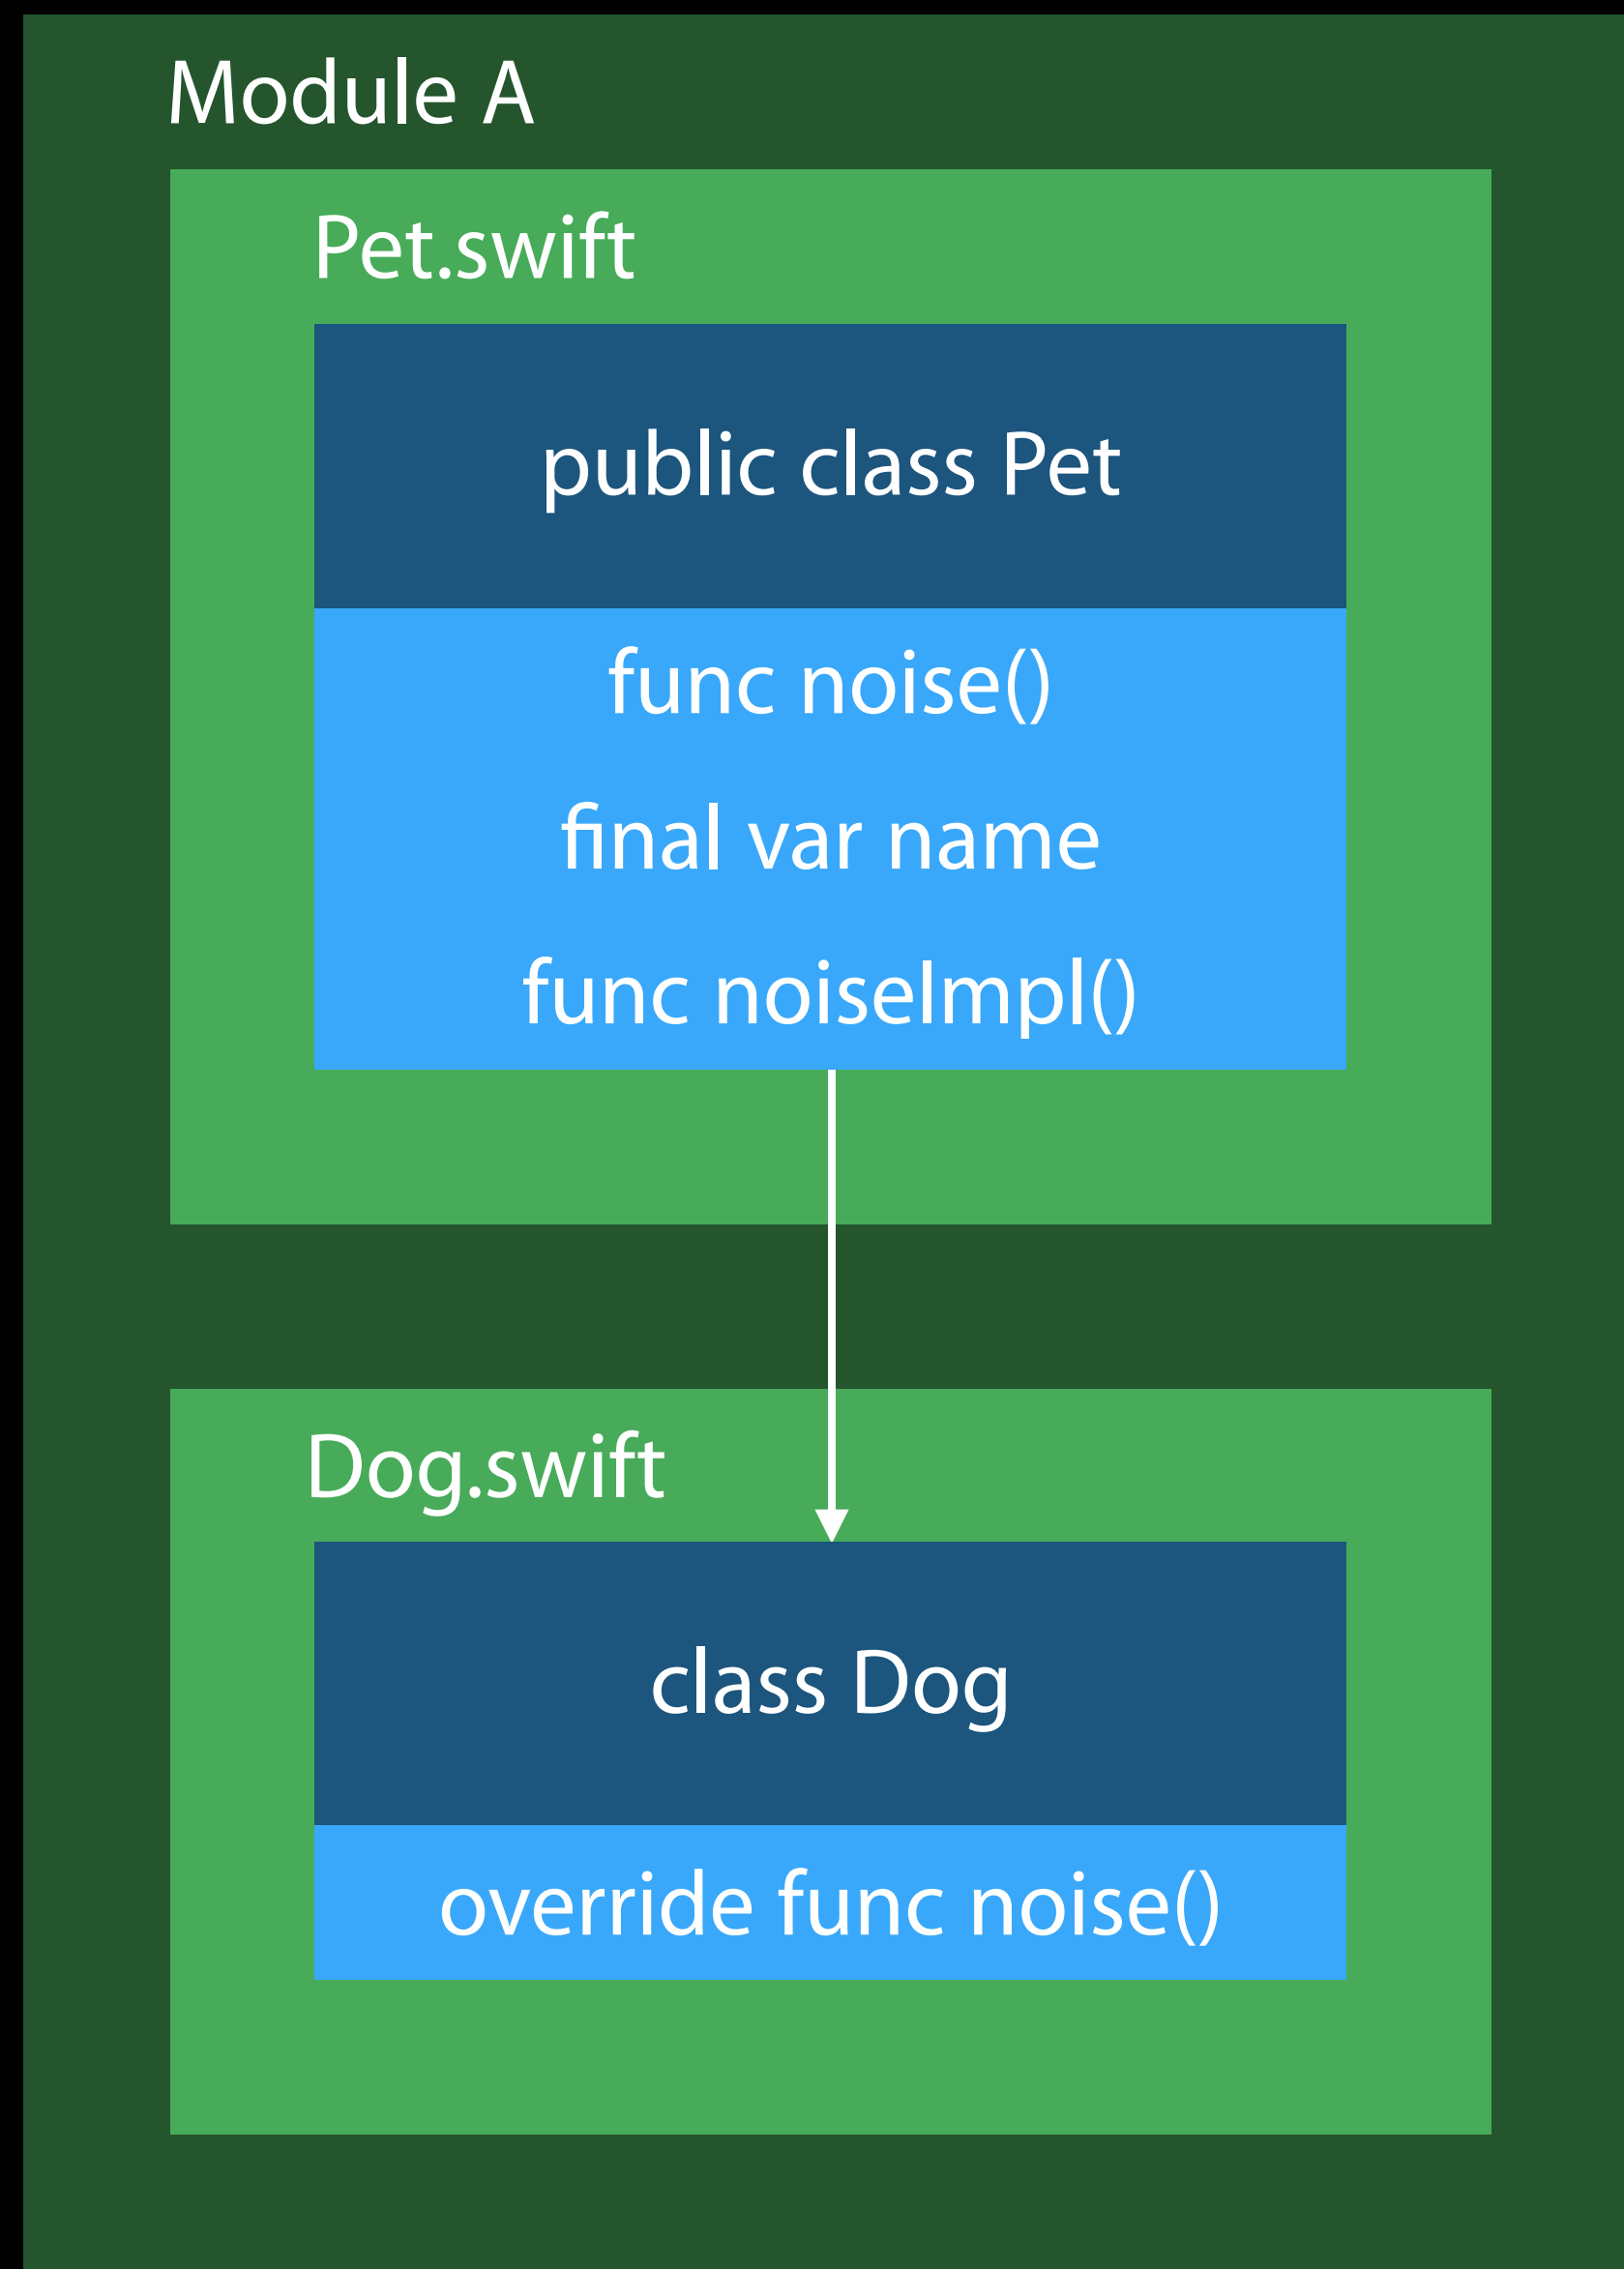 Module A
Pet.swift
public class Pet
func noise()
final var name
func noiseImpl()
Dog.swift
class Dog
override func noise()